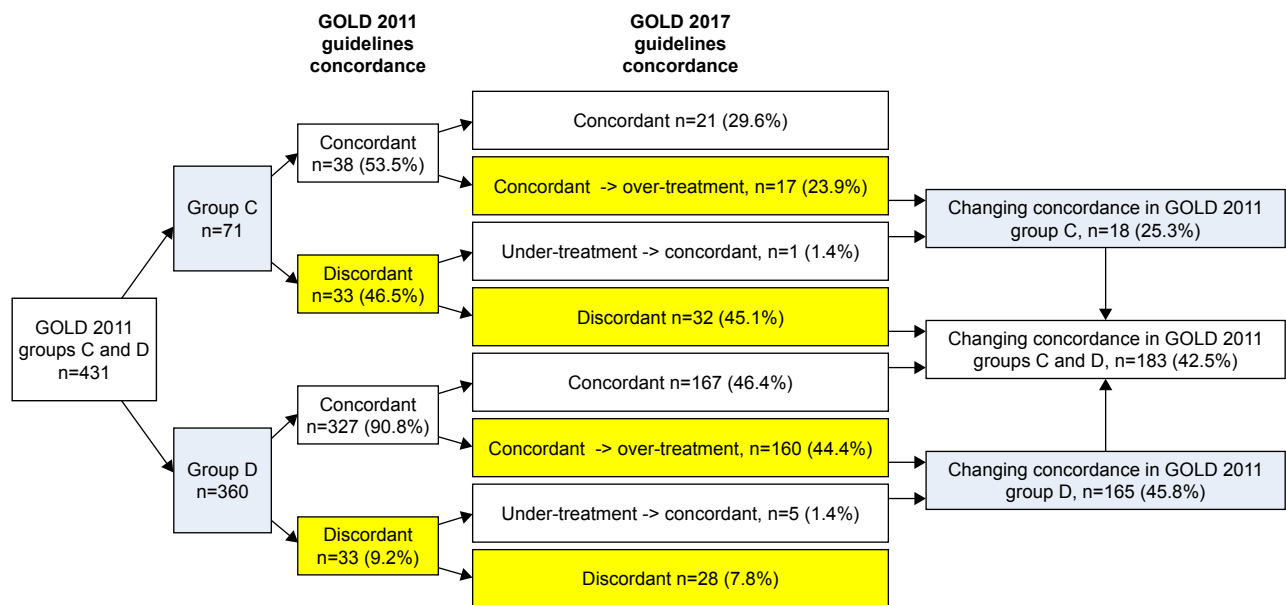 GOLD 2011
guidelines
concordance
GOLD 2017
guidelines
concordance
GOLD 2011
groups C and D
n=431
Group C
n=71
Group D
n=360
Concordant
n=38 (53.5%)
Discordant
n=33 (46.5%)
Concordant
n=327 (90.8%)
Discordant
n=33 (9.2%)
Concordant n=21 (29.6%)
Concordant -> over-treatment, n=17 (23.9%)
Under-treatment -> concordant, n=1 (1.4%)
Discordant n=32 (45.1%)
Concordant n=167 (46.4%)
Concordant -> over-treatment, n=160 (44.4%)
Under-treatment -> concordant, n=5 (1.4%)
Discordant n=28 (7.8%)
Changing concordance in GOLD 2011
group C, n=18 (25.3%)
Changing concordance in GOLD 2011
groups C and D, n=183 (42.5%)
Changing concordance in GOLD 2011
group D, n=165 (45.8%)